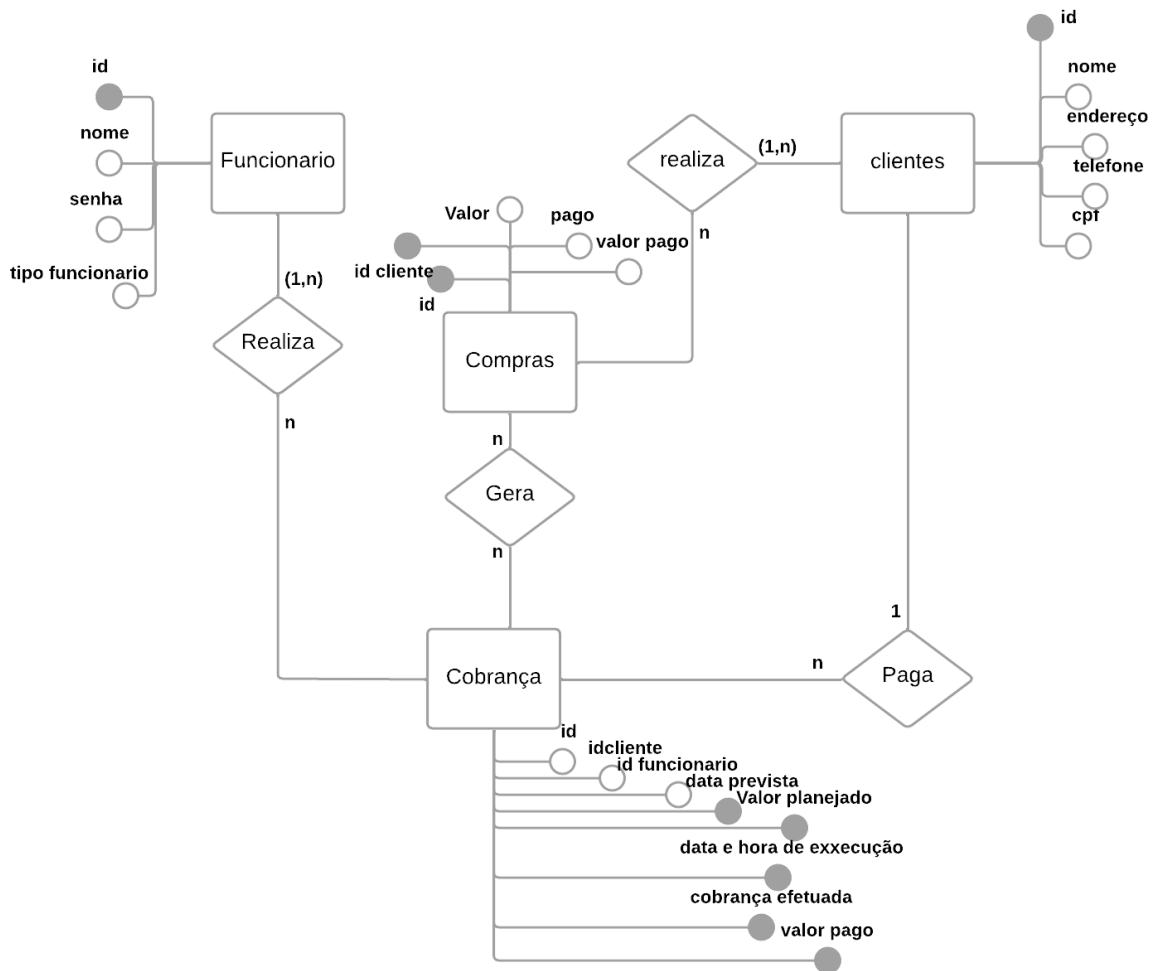 id
id
nome
nome
endereço
nome
Funcionario
realiza
(1,n)
clientes
telefone
senha
Valor
pago
cpf
valor pago
n
tipo funcionario
id cliente
(1,n)
id
Realiza
Compras
n
n
Gera
n
1
Cobrança
n
Paga
id
idcliente
id funcionario
data prevista
Valor planejado
data e hora de exxecução
cobrança efetuada
valor pago